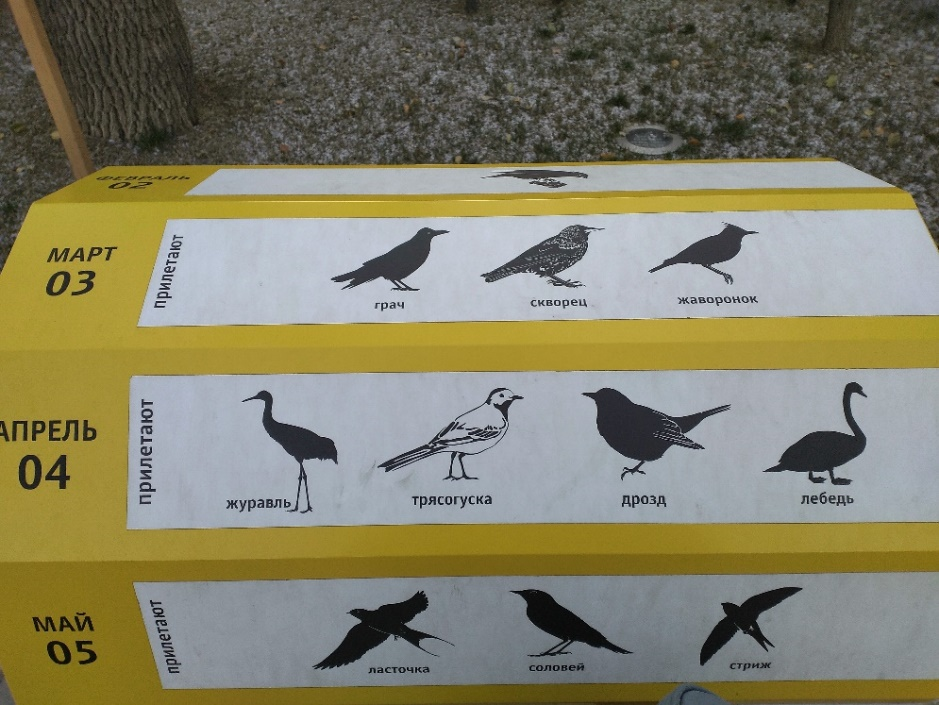 ФЕВРАЛЬ
02
МАРТ
03
прилетают
грач
скворец
жаворонок
АПРЕЛЬ
04
прилетают
журавль
трясогуска
дрозд
лебедь
МАЙ
05
прилетают
ласточка
соловей
стриж